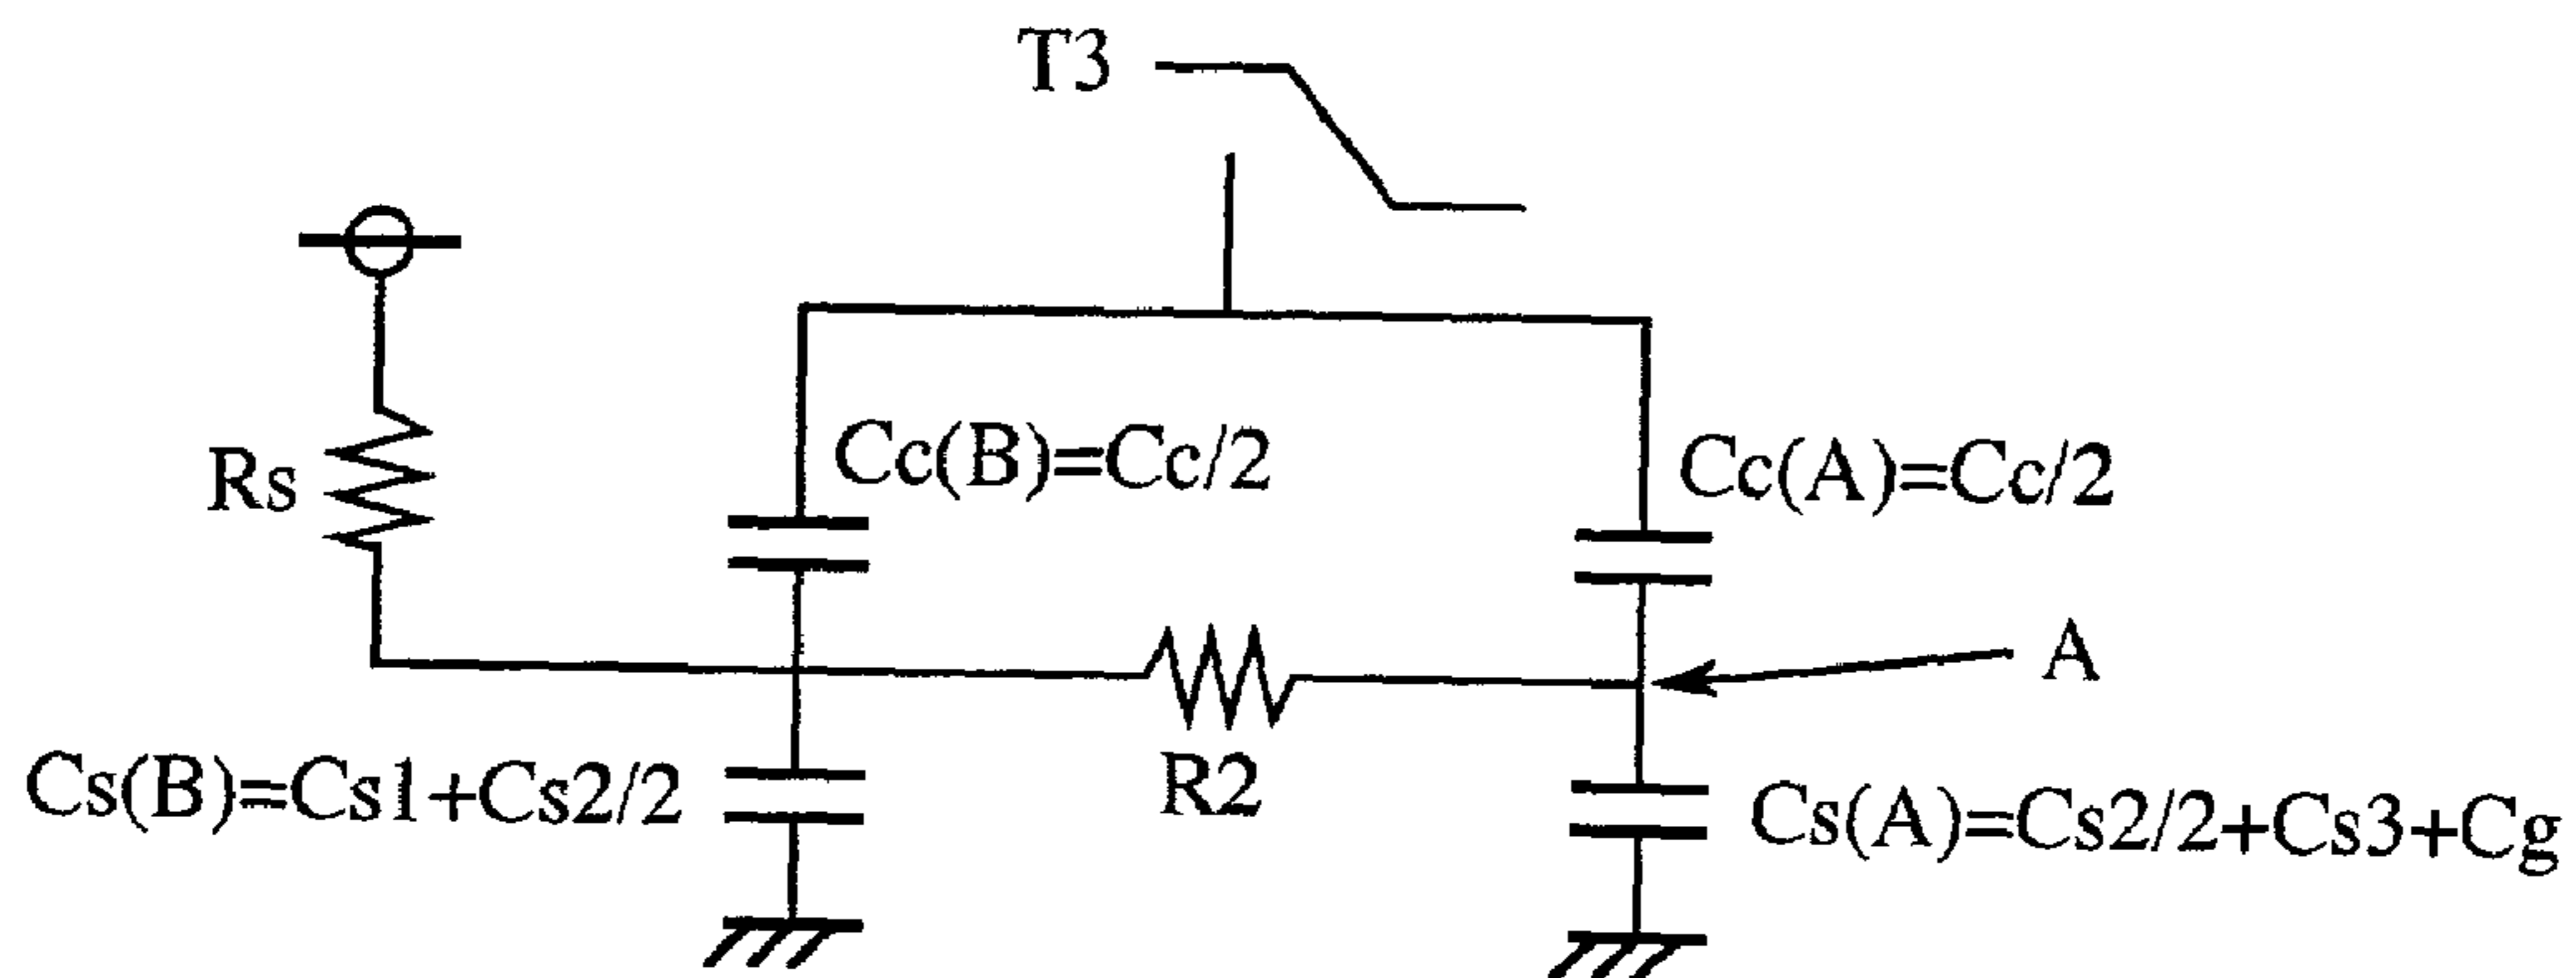 T3
Rs
Cc(B)=Cc/2
Cc(A)=Cc/2
A
R2
Cs(B)=Cs1+Cs2/2
Cs(A)=Cs2/2+Cs3+Cg